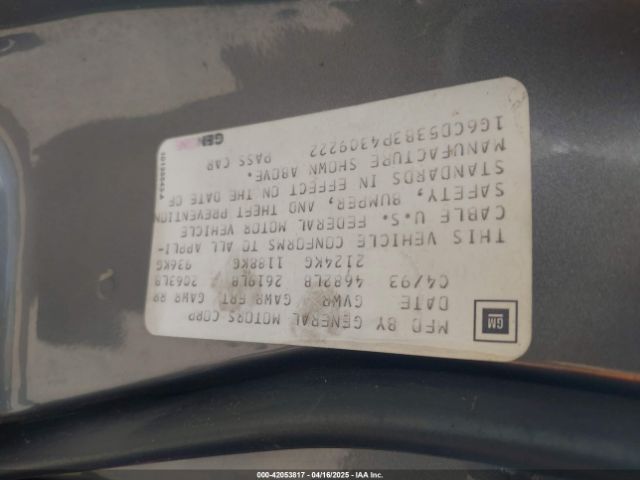 GM
MFD BY GENERAL MOTORS CORP
DATE GVWR GAWR FRT GAWR RR
04/93 4682LB 2619LB 2063LB
2124KG 1188KG 936KG
THIS VEHICLE CONFORMS TO ALL APPLI-
CABLE U.S. FEDERAL MOTOR VEHICLE
SAFETY, BUMPER, AND THEFT PREVENTION
STANDARDS IN EFFECT ON THE DATE OF
MANUFACTURE SHOWN ABOVE.
1G6CD53B3P4309222 PASS CAR
000-42053817 - 04/16/2025 - IAA Inc.